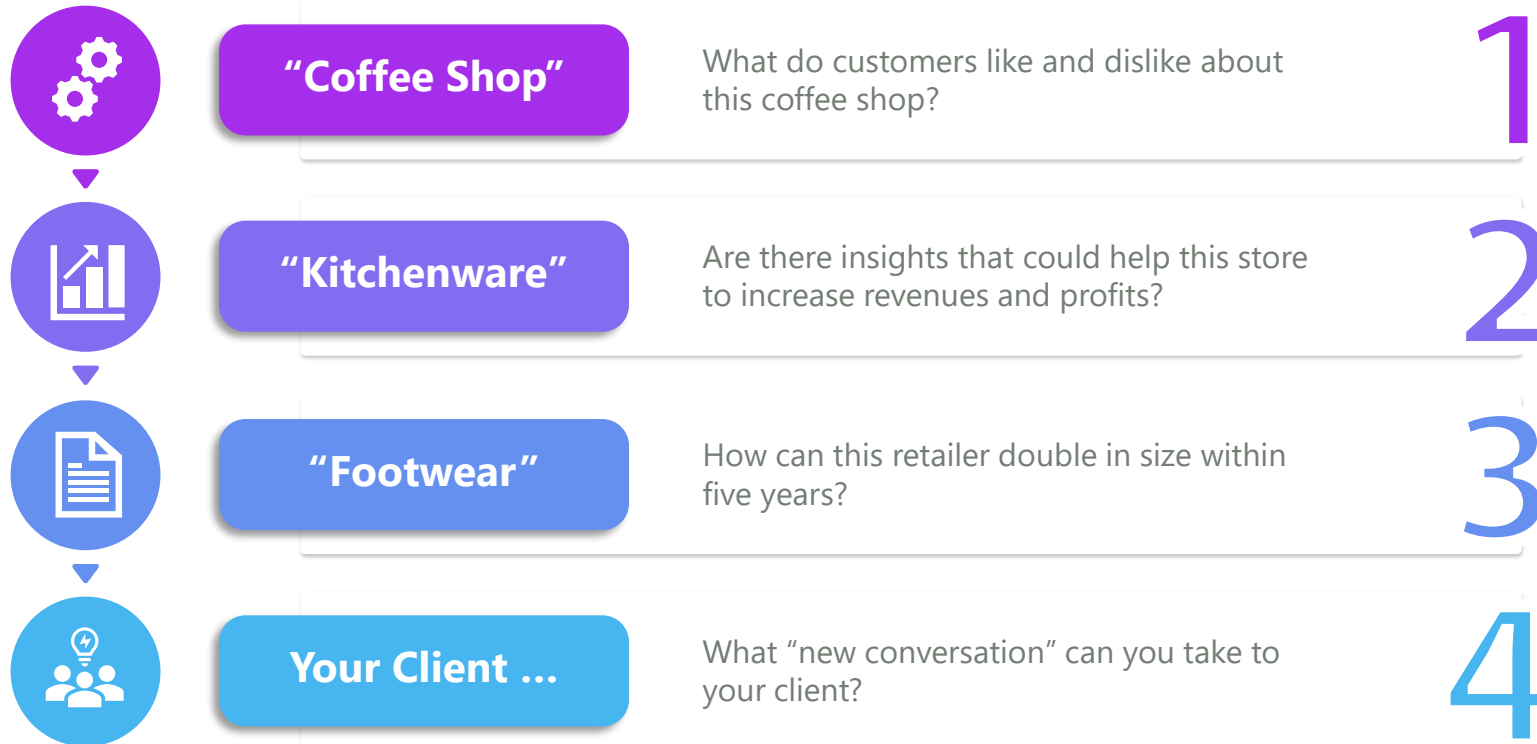 “Coffee Shop”
What do customers like and dislike about
this coffee shop?
1
“Kitchenware”
Are there insights that could help this store
to increase revenues and profits?
2
“Footwear”
How can this retailer double in size within
five years?
3
Your Client ...
What “new conversation” can you take to
your client?
4